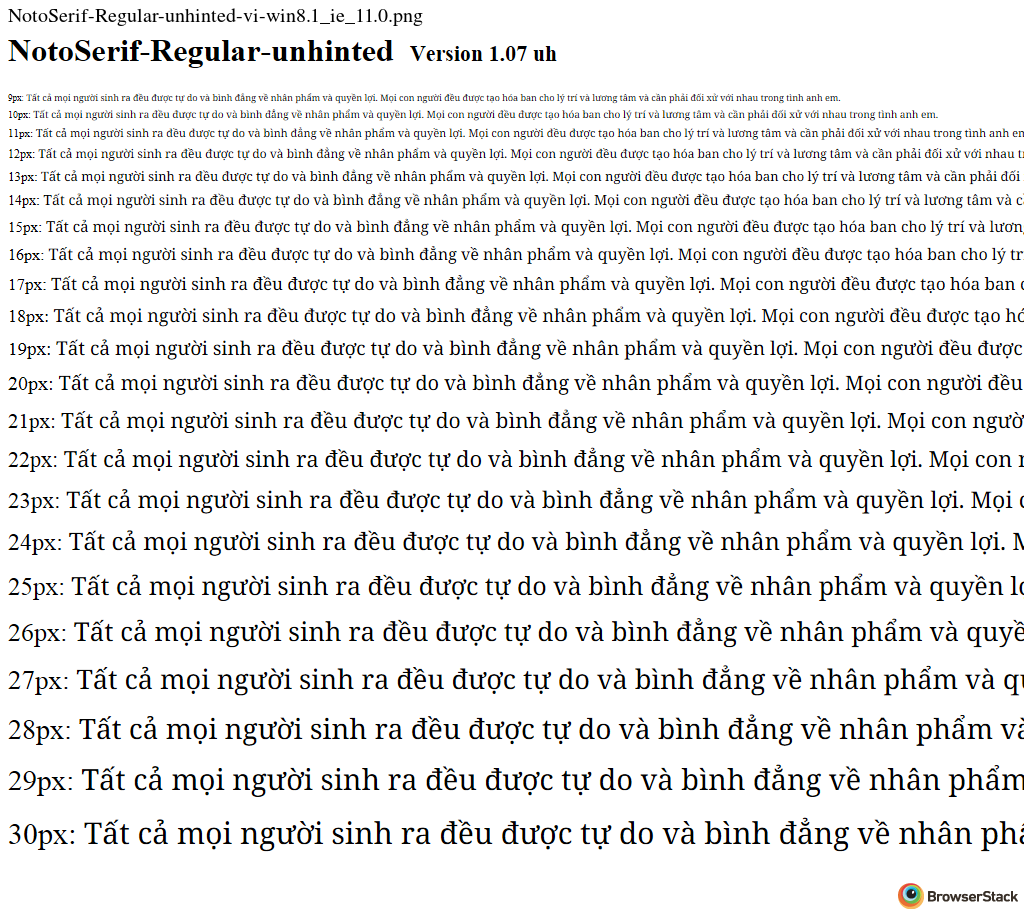 NotoSerif-Regular-unhinted-vi-win8.1_ie_11.0.png
NotoSerif-Regular-unhinted Version 1.07 uh
9px: Tất cả mọi người sinh ra đều được tự do và bình đẳng về nhân phẩm và quyền lợi. Mọi con người đều được tạo hóa ban cho lý trí và lương tâm và cần phải đối xử với nhau trong tình anh em.
10px: Tất cả mọi người sinh ra đều được tự do và bình đẳng về nhân phẩm và quyền lợi. Mọi con người đều được tạo hóa ban cho lý trí và lương tâm và cần phải đối xử với nhau trong tình anh em.
11px: Tất cả mọi người sinh ra đều được tự do và bình đẳng về nhân phẩm và quyền lợi. Mọi con người đều được tạo hóa ban cho lý trí và lương tâm và cần phải đối xử với nhau trong tình anh em
12px: Tất cả mọi người sinh ra đều được tự do và bình đẳng về nhân phẩm và quyền lợi. Mọi con người đều được tạo hóa ban cho lý trí và lương tâm và cần phải đối xử với nhau
13px: Tất cả mọi người sinh ra đều được tự do và bình đẳng về nhân phẩm và quyền lợi. Mọi con người đều được tạo hóa ban cho lý trí và lương tâm và cần phải đối
14px: Tất cả mọi người sinh ra đều được tự do và bình đẳng về nhân phẩm và quyền lợi. Mọi con người đều được tạo hóa ban cho lý trí và lương tâm và
15px: Tất cả mọi người sinh ra đều được tự do và bình đẳng về nhân phẩm và quyền lợi. Mọi con người đều được tạo hóa ban cho lý trí và lươn
16px: Tất cả mọi người sinh ra đều được tự do và bình đẳng về nhân phẩm và quyền lợi. Mọi con người đều được tạo hóa ban cho lý tr
17px: Tất cả mọi người sinh ra đều được tự do và bình đẳng về nhân phẩm và quyền lợi. Mọi con người đều được tạo hóa ban
18px: Tất cả mọi người sinh ra đều được tự do và bình đẳng về nhân phẩm và quyền lợi. Mọi con người đều được tạo hó
19px: Tất cả mọi người sinh ra đều được tự do và bình đẳng về nhân phẩm và quyền lợi. Mọi con người đều được
20px: Tất cả mọi người sinh ra đều được tự do và bình đẳng về nhân phẩm và quyền lợi. Mọi con người đều
21px: Tất cả mọi người sinh ra đều được tự do và bình đẳng về nhân phẩm và quyền lợi. Mọi con ngườ
22px: Tất cả mọi người sinh ra đều được tự do và bình đẳng về nhân phẩm và quyền lợi. Mọi con
23px: Tất cả mọi người sinh ra đều được tự do và bình đẳng về nhân phẩm và quyền lợi. Mọi
24px: Tất cả mọi người sinh ra đều được tự do và bình đẳng về nhân phẩm và quyền lợi.
25px: Tất cả mọi người sinh ra đều được tự do và bình đẳng về nhân phẩm và quyền
26px: Tất cả mọi người sinh ra đều được tự do và bình đẳng về nhân phẩm và quyề
27px: Tất cả mọi người sinh ra đều được tự do và bình đẳng về nhân phẩm và
28px: Tất cả mọi người sinh ra đều được tự do và bình đẳng về nhân phẩm và
29px: Tất cả mọi người sinh ra đều được tự do và bình đẳng về nhân phẩm
30px: Tất cả mọi người sinh ra đều được tự do và bình đẳng về nhân
BrowserStack